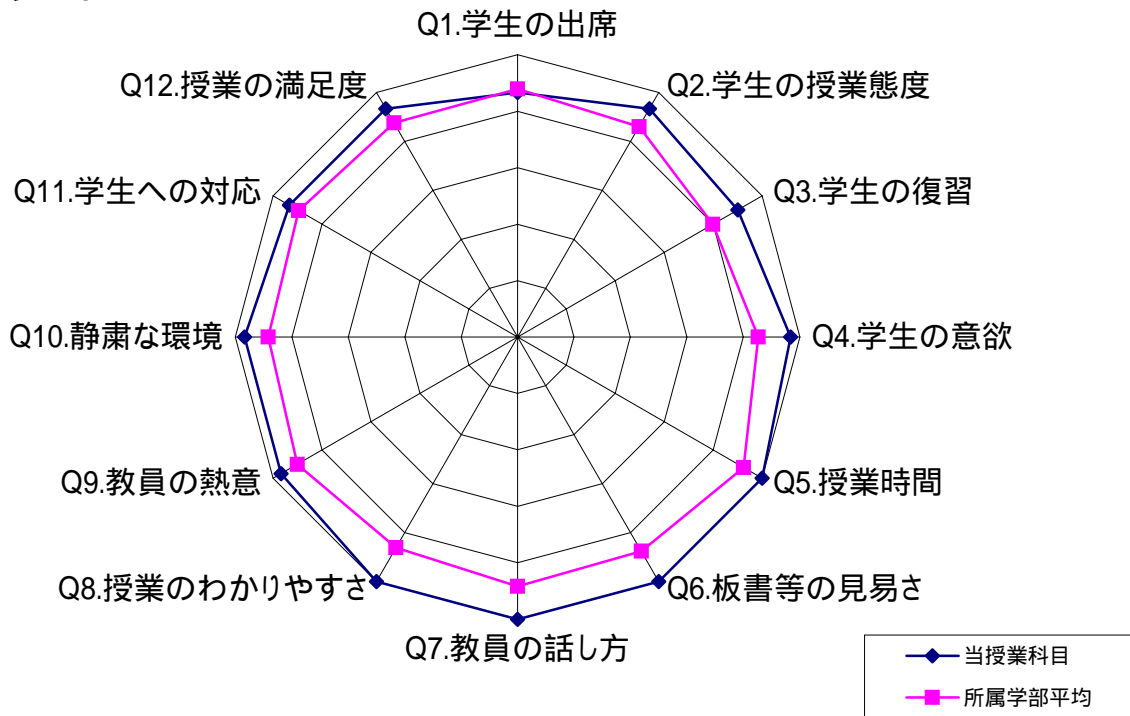 Q1.学生の出席
Q2.学生の授業態度
Q3.学生の復習
Q4.学生の意欲
Q5.授業時間
Q6.板書等の見易さ
Q7.教員の話し方
Q8.授業のわかりやすさ
Q9.教員の熱意
Q10.静粛な環境
Q11.学生への対応
Q12.授業の満足度
当授業科目
所属学部平均